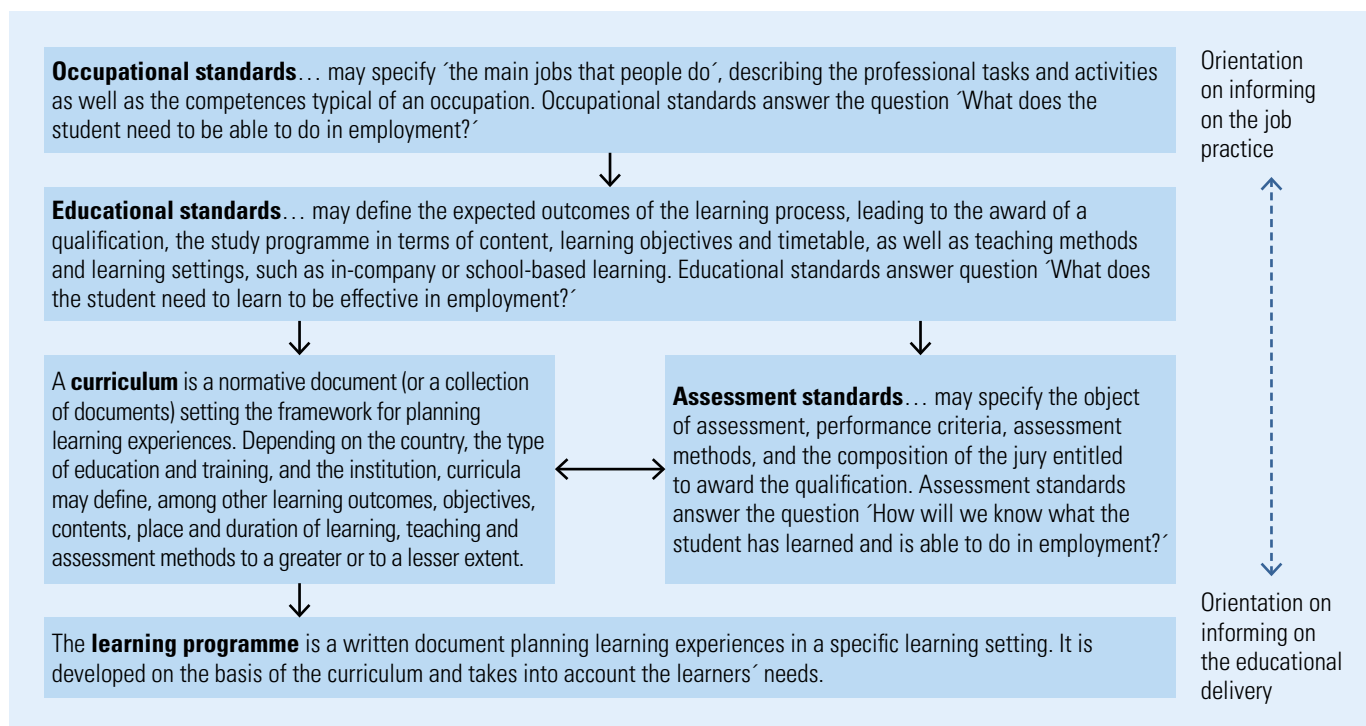 Occupational standards… may specify ´the main jobs that people do´, describing the professional tasks and activities
as well as the competences typical of an occupation. Occupational standards answer the question ´What does the
student need to be able to do in employment?´
Orientation
on informing
on the job
practice
Educational standards… may define the expected outcomes of the learning process, leading to the award of a
qualification, the study programme in terms of content, learning objectives and timetable, as well as teaching methods
and learning settings, such as in-company or school-based learning. Educational standards answer question ´What does
the student need to learn to be effective in employment?´
A curriculum is a normative document (or a collection
of documents) setting the framework for planning
learning experiences. Depending on the country, the type
of education and training, and the institution, curricula
may define, among other learning outcomes, objectives,
contents, place and duration of learning, teaching and
assessment methods to a greater or to a lesser extent.
Assessment standards… may specify the object
of assessment, performance criteria, assessment
methods, and the composition of the jury entitled
to award the qualification. Assessment standards
answer the question ´How will we know what the
student has learned and is able to do in employment?´
The learning programme is a written document planning learning experiences in a specific learning setting. It is
developed on the basis of the curriculum and takes into account the learners´ needs.
Orientation on
informing on
the educational
delivery